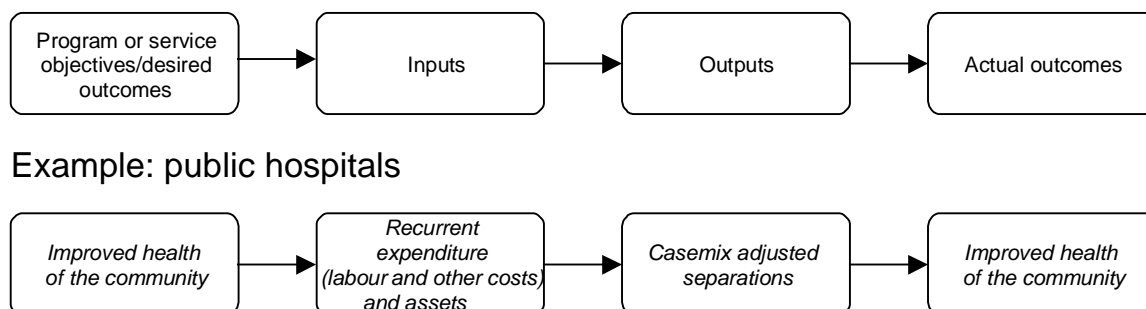 Program or service
objectives/desired
outcomes
Inputs
Outputs
Actual outcomes
Example: public hospitals
Improved health
of the community
Recurrent
expenditure
(labour and other costs)
and assets
Casemix adjusted
separations
Improved health
of the community